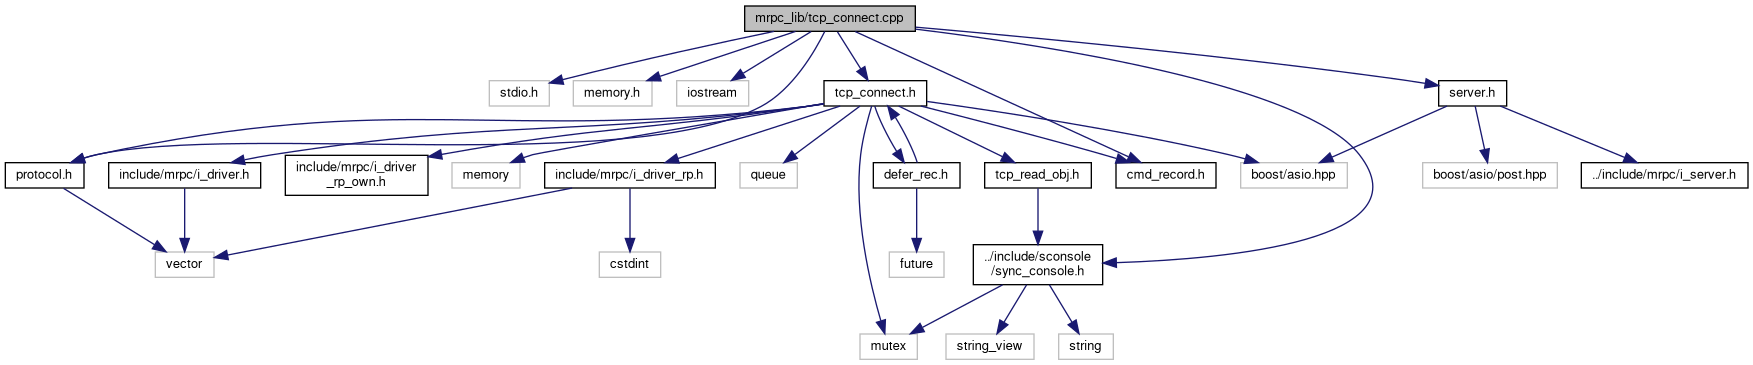 mrpc_lib/tcp_connect.cpp
stdio.h
memory.h
iostream
tcp_connect.h
server.h
protocol.h
include/mrpc/i_driver.h
include/mrpc/i_driver
_rp_own.h
memory
include/mrpc/i_driver_rp.h
queue
defer_rec.h
tcp_read_obj.h
cmd_record.h
boost/asio.hpp
boost/asio/post.hpp
../include/mrpc/i_server.h
vector
cstdint
future
../include/sconsole
/sync_console.h
mutex
string_view
string